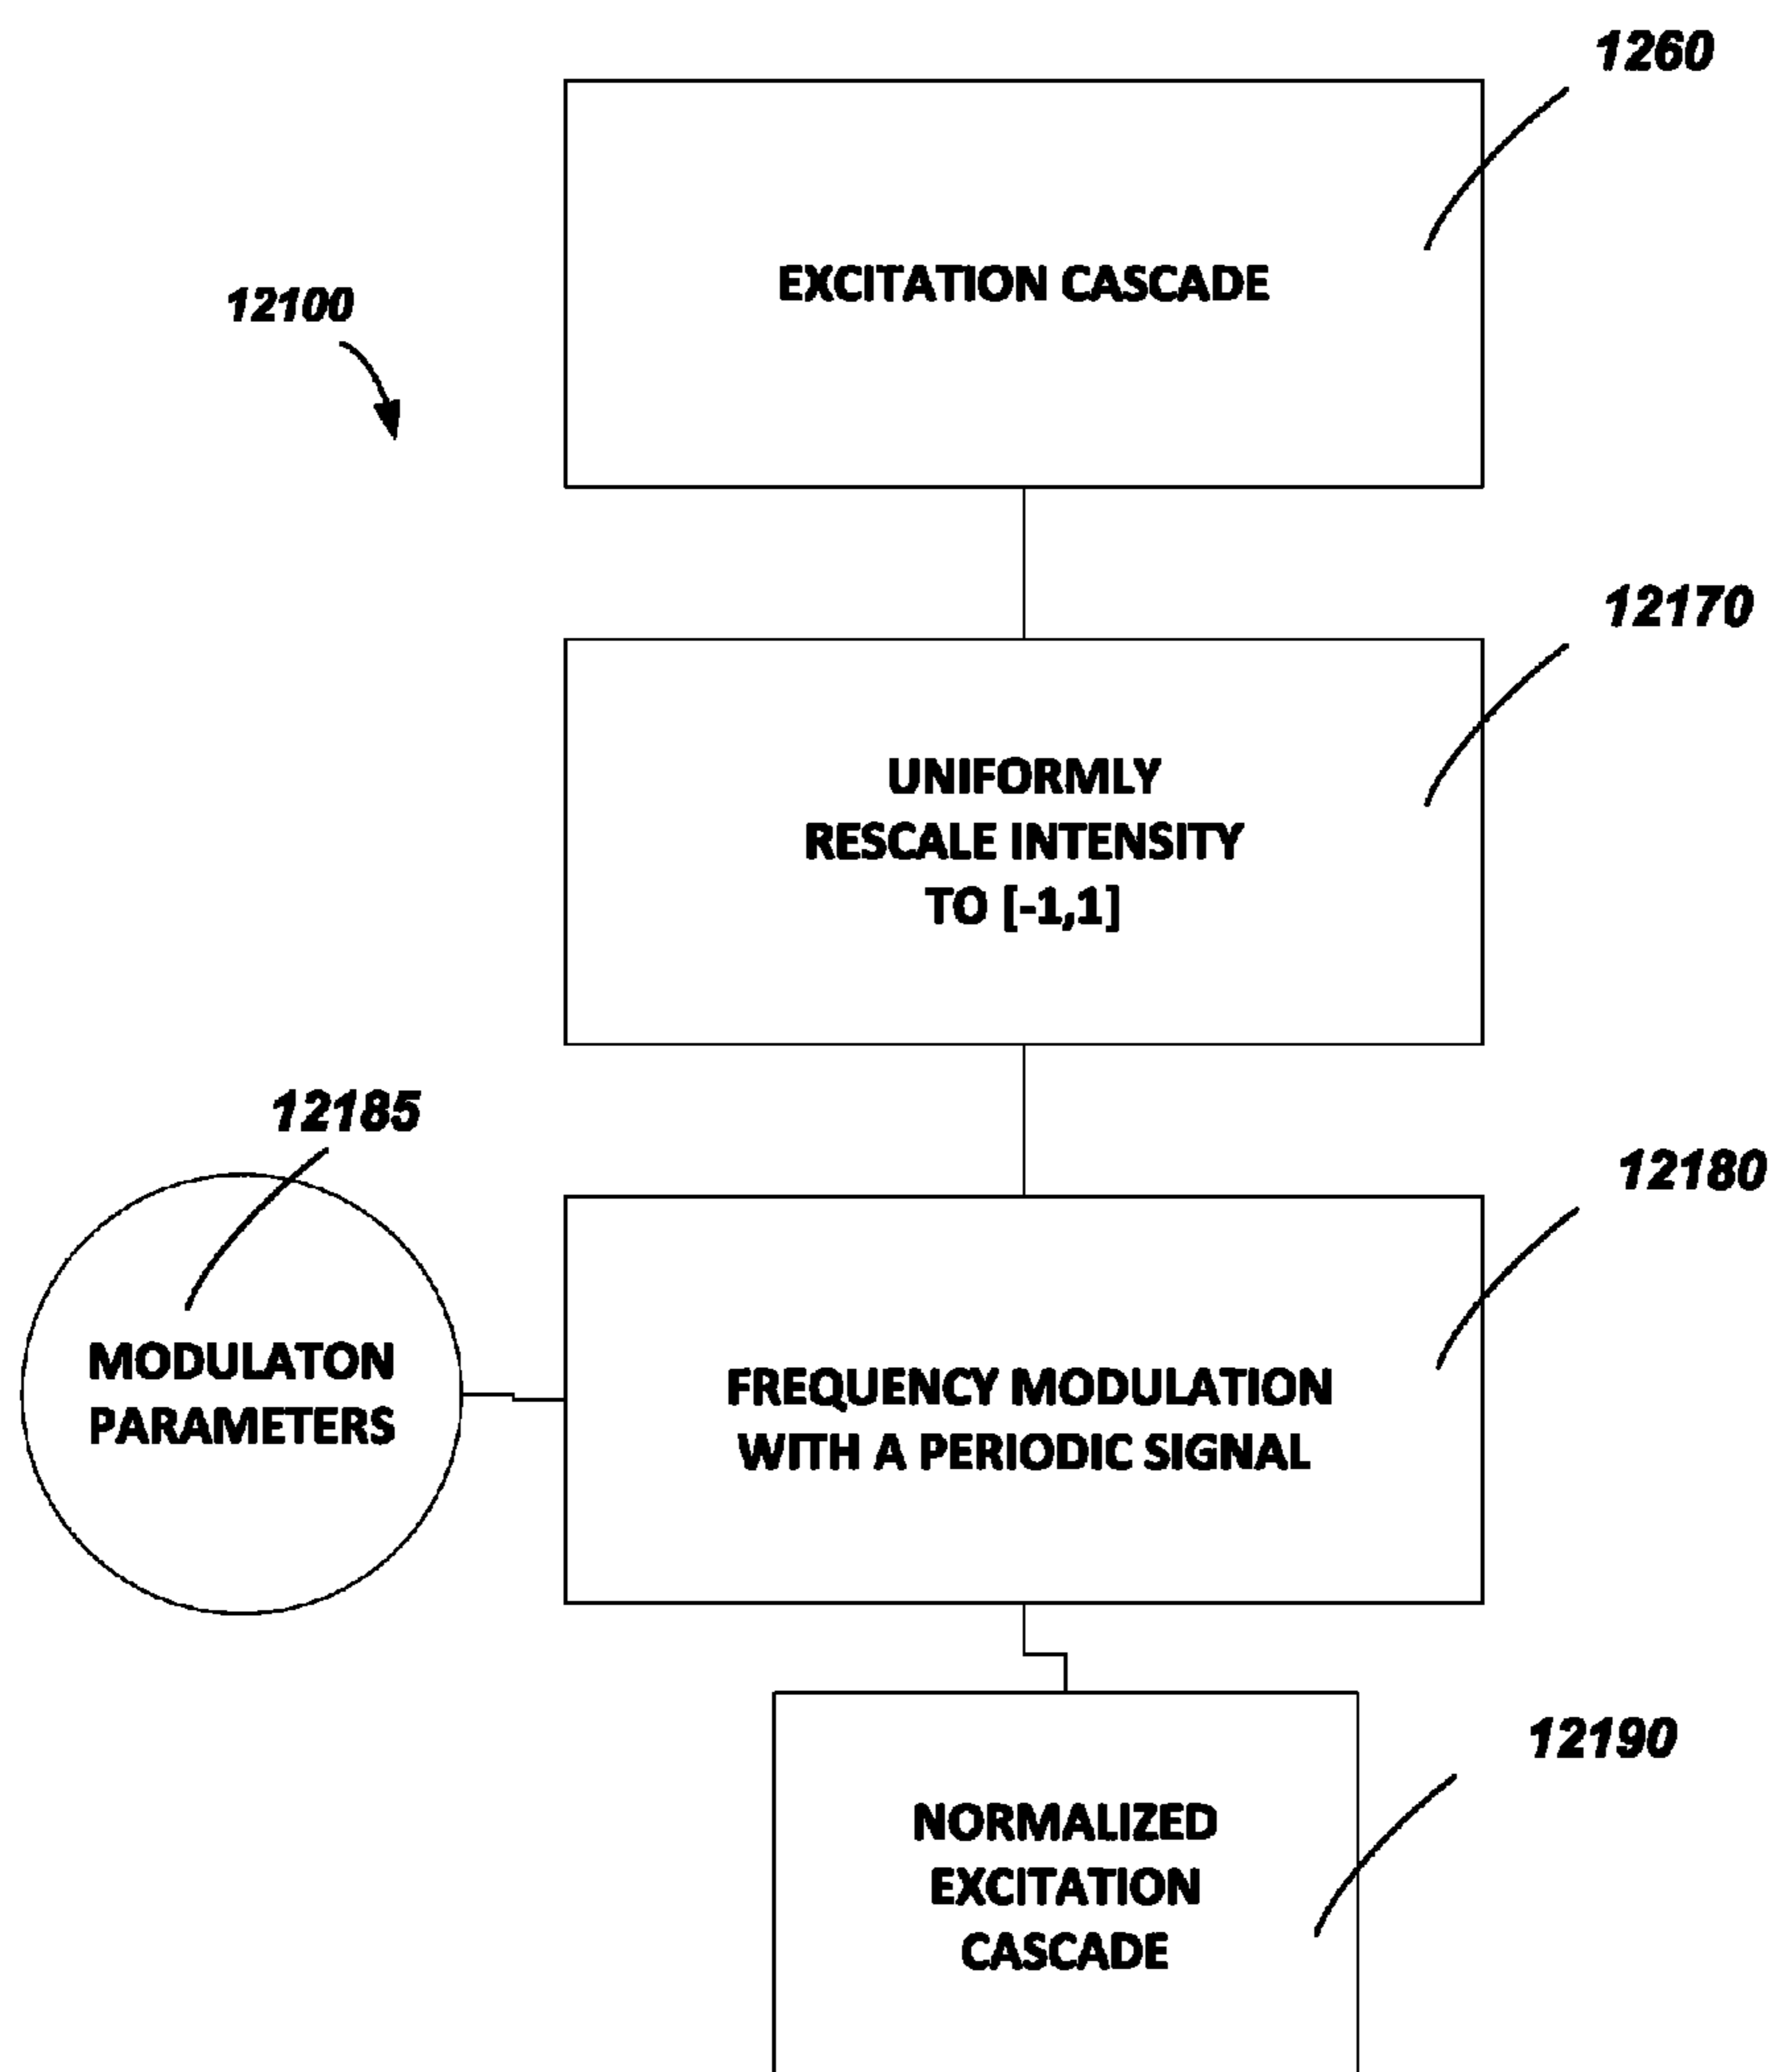 1260
EXCITATION CASCADE
12100
12170
UNIFORMLY
RESCALE INTENSITY
TO [-1,1]
12185
12180
MODULATON
PARAMETERS
FREQUENCY MODULATION
WITH A PERIODIC SIGNAL
12190
NORMALIZED
EXCITATION
CASCADE